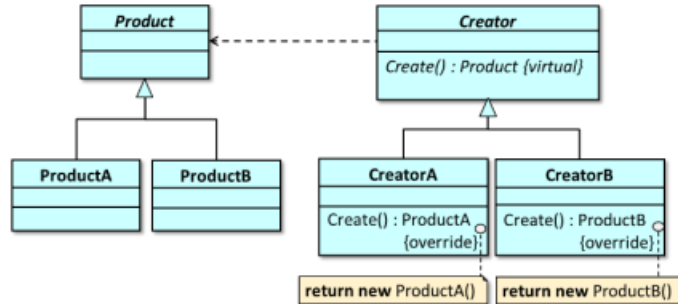 Product
Creator
Create() : Product {virtual}
ProductA
ProductB
CreatorA
CreatorB
Create() : ProductA
{override}
Create() : ProductB
{override}
return new ProductA()
return new ProductB()